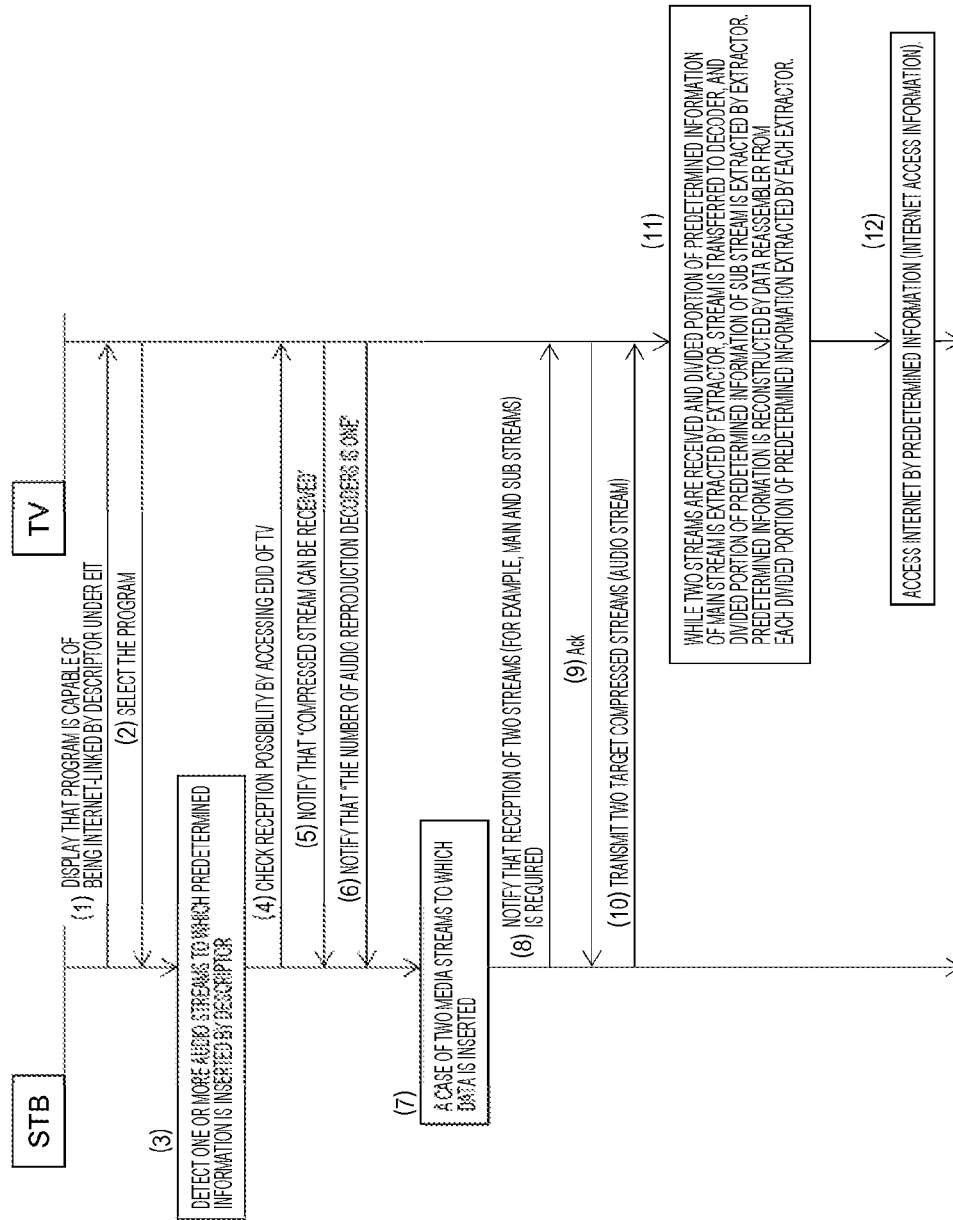 STB
TV
(1) DISPLAY THAT PROGRAM IS CAPABLE OF
BEING INTERNET-LINKED BY DESCRIPTOR UNDER EIT
(2) SELECT THE PROGRAM
(3)
DETECT ONE OR MORE AUDIO STREAMS TO WHICH PREDETERMINED
INFORMATION IS INSERTED BY DESCRIPTOR
(4) CHECK RECEPTION POSSIBILITY BY ACCESSING EDID OF TV
(5) NOTIFY THAT "COMPRESSED STREAM CAN BE RECEIVED"
(6) NOTIFY THAT "THE NUMBER OF AUDIO REPRODUCTION DECODERS IS ONE"
(7)
A CASE OF TWO MEDIA STREAMS TO WHICH
DATA IS INSERTED
(8) NOTIFY THAT RECEPTION OF TWO STREAMS (FOR EXAMPLE, MAIN AND SUB STREAMS)
IS REQUIRED
(9) Ack
(10) TRANSMIT TWO TARGET COMPRESSED STREAMS (AUDIO STREAM)
(11)
WHILE TWO STREAMS ARE RECEIVED AND DIVIDED PORTION OF PREDETERMINED INFORMATION
OF MAIN STREAM IS EXTRACTED BY EXTRACTOR, STREAM IS TRANSFERRED TO DECODER, AND
DIVIDED PORTION OF PREDETERMINED INFORMATION OF SUB STREAM IS EXTRACTED BY EXTRACTOR.
PREDETERMINED INFORMATION IS RECONSTRUCTED BY DATA REASSEMBLER FROM
EACH DIVIDED PORTION OF PREDETERMINED INFORMATION EXTRACTED BY EACH EXTRACTOR.
(12)
ACCESS INTERNET BY PREDETERMINED INFORMATION (INTERNET ACCESS INFORMATION).